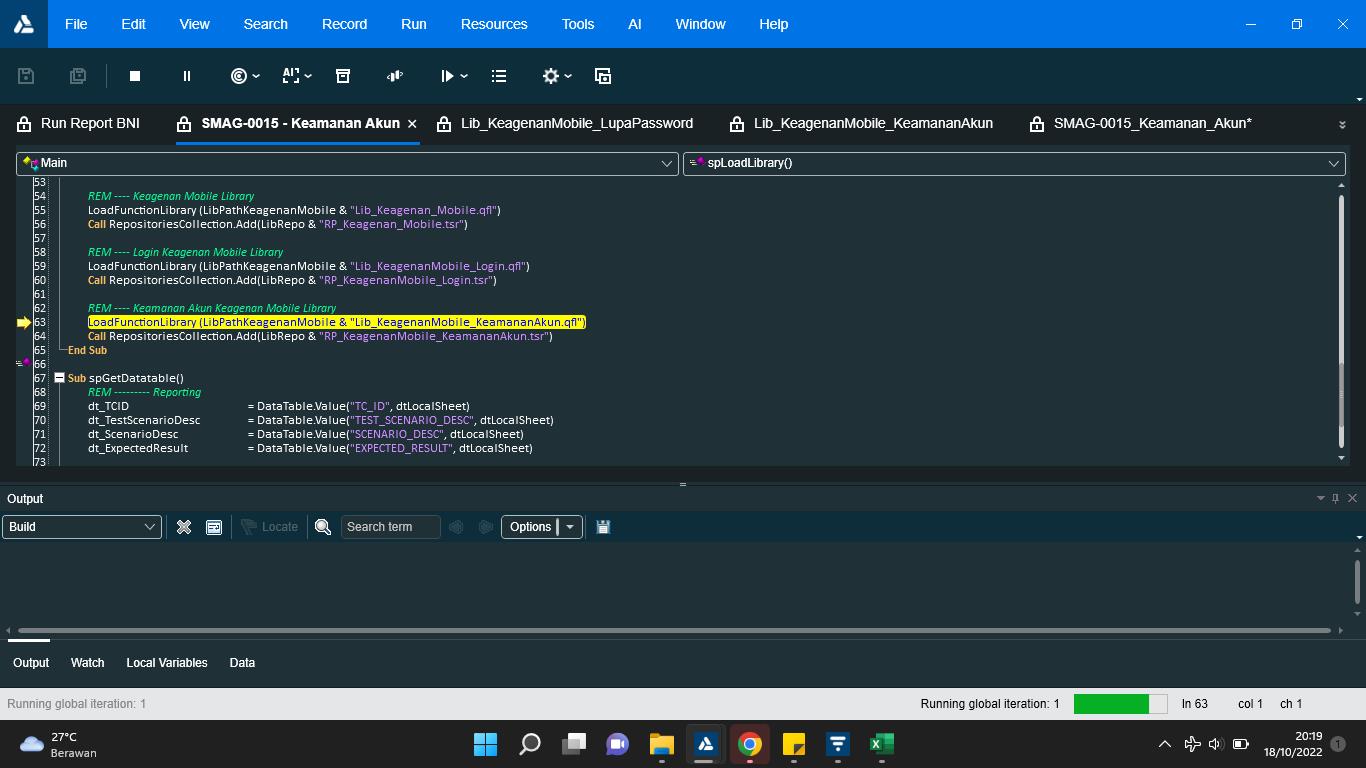 File Edit View Search Record Run Resources Tools AI Window Help
Run Report BNI SMAG-0015 - Keamanan Akun Lib_KeagenanMobile_LupaPassword Lib_KeagenanMobile_KeamananAkun SMAG-0015_Keamanan_Akun*
Main spLoadLibrary()
53
54 REM ---- Keagenan Mobile Library
55 LoadFunctionLibrary (LibPathKeagenanMobile & "Lib_Keagenan_Mobile.qfl")
56 Call RepositoriesCollection.Add(LibRepo & "RP_Keagenan_Mobile.tsr")
57
58 REM ---- Login Keagenan Mobile Library
59 LoadFunctionLibrary (LibPathKeagenanMobile & "Lib_KeagenanMobile_Login.qfl")
60 Call RepositoriesCollection.Add(LibRepo & "RP_KeagenanMobile_Login.tsr")
61
62 REM ---- Keamanan Akun Keagenan Mobile Library
63 LoadFunctionLibrary (LibPathKeagenanMobile & "Lib_KeagenanMobile_KeamananAkun.qfl")
64 Call RepositoriesCollection.Add(LibRepo & "RP_KeagenanMobile_KeamananAkun.tsr")
65 End Sub
66
67 Sub spGetDatatable()
68 REM --------- Reporting
69 dt_TCID = DataTable.Value("TC_ID", dtLocalSheet)
70 dt_TestScenarioDesc = DataTable.Value("TEST_SCENARIO_DESC", dtLocalSheet)
71 dt_ScenarioDesc = DataTable.Value("SCENARIO_DESC", dtLocalSheet)
72 dt_ExpectedResult = DataTable.Value("EXPECTED_RESULT", dtLocalSheet)
73
Output
Build Locate Search term Options
Output Watch Local Variables Data
Running global iteration: 1 Running global iteration: 1 ln 63 col 1 ch 1
27°C 20:19
Berawan 18/10/2022 1